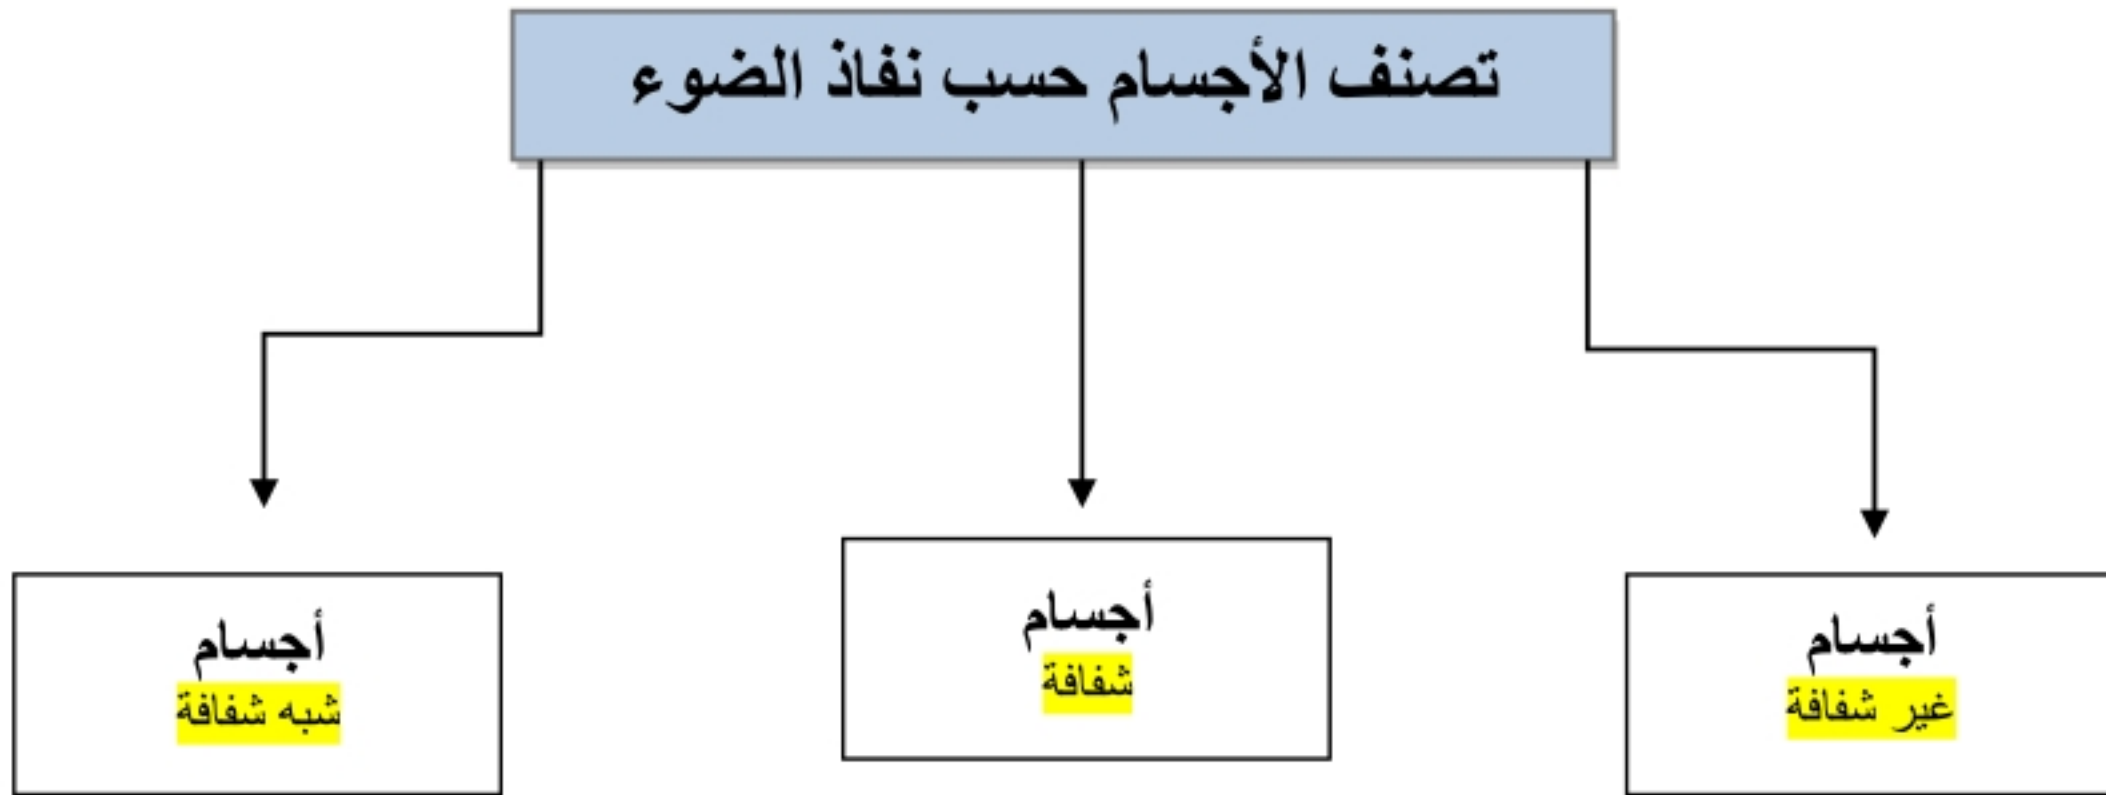 تصنف الأجسام حسب نفاذ الضوء
أجسام
غير شفافة
أجسام
شفافة
أجسام
شبه شفافة